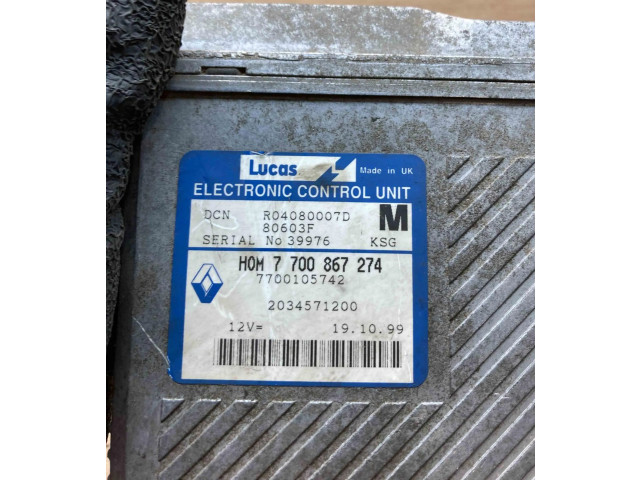 Lucas Made in UK
ELECTRONIC CONTROL UNIT
DCN R04080007D M
80603F
SERIAL No 39976 KSG
HOM 7 700 867 274
7700105742
2034571200
12V= 19.10.99